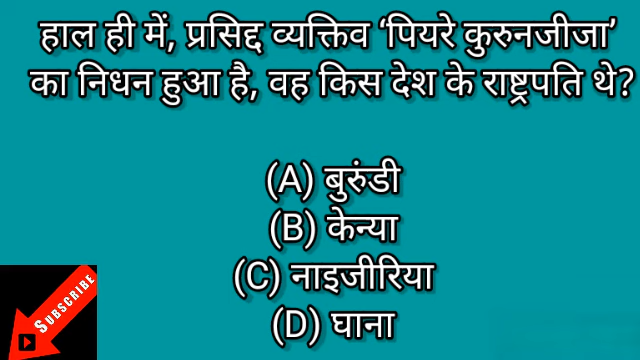 हाल ही में, प्रसिद्द व्यक्तिव ‘पियरे कुरुनजीजा’
का निधन हुआ है, वह किस देश के राष्ट्रपति थे?
(A) बुरुंडी
(B) केन्या
(C) नाइजीरिया
(D) घाना
SUBSCRIBE